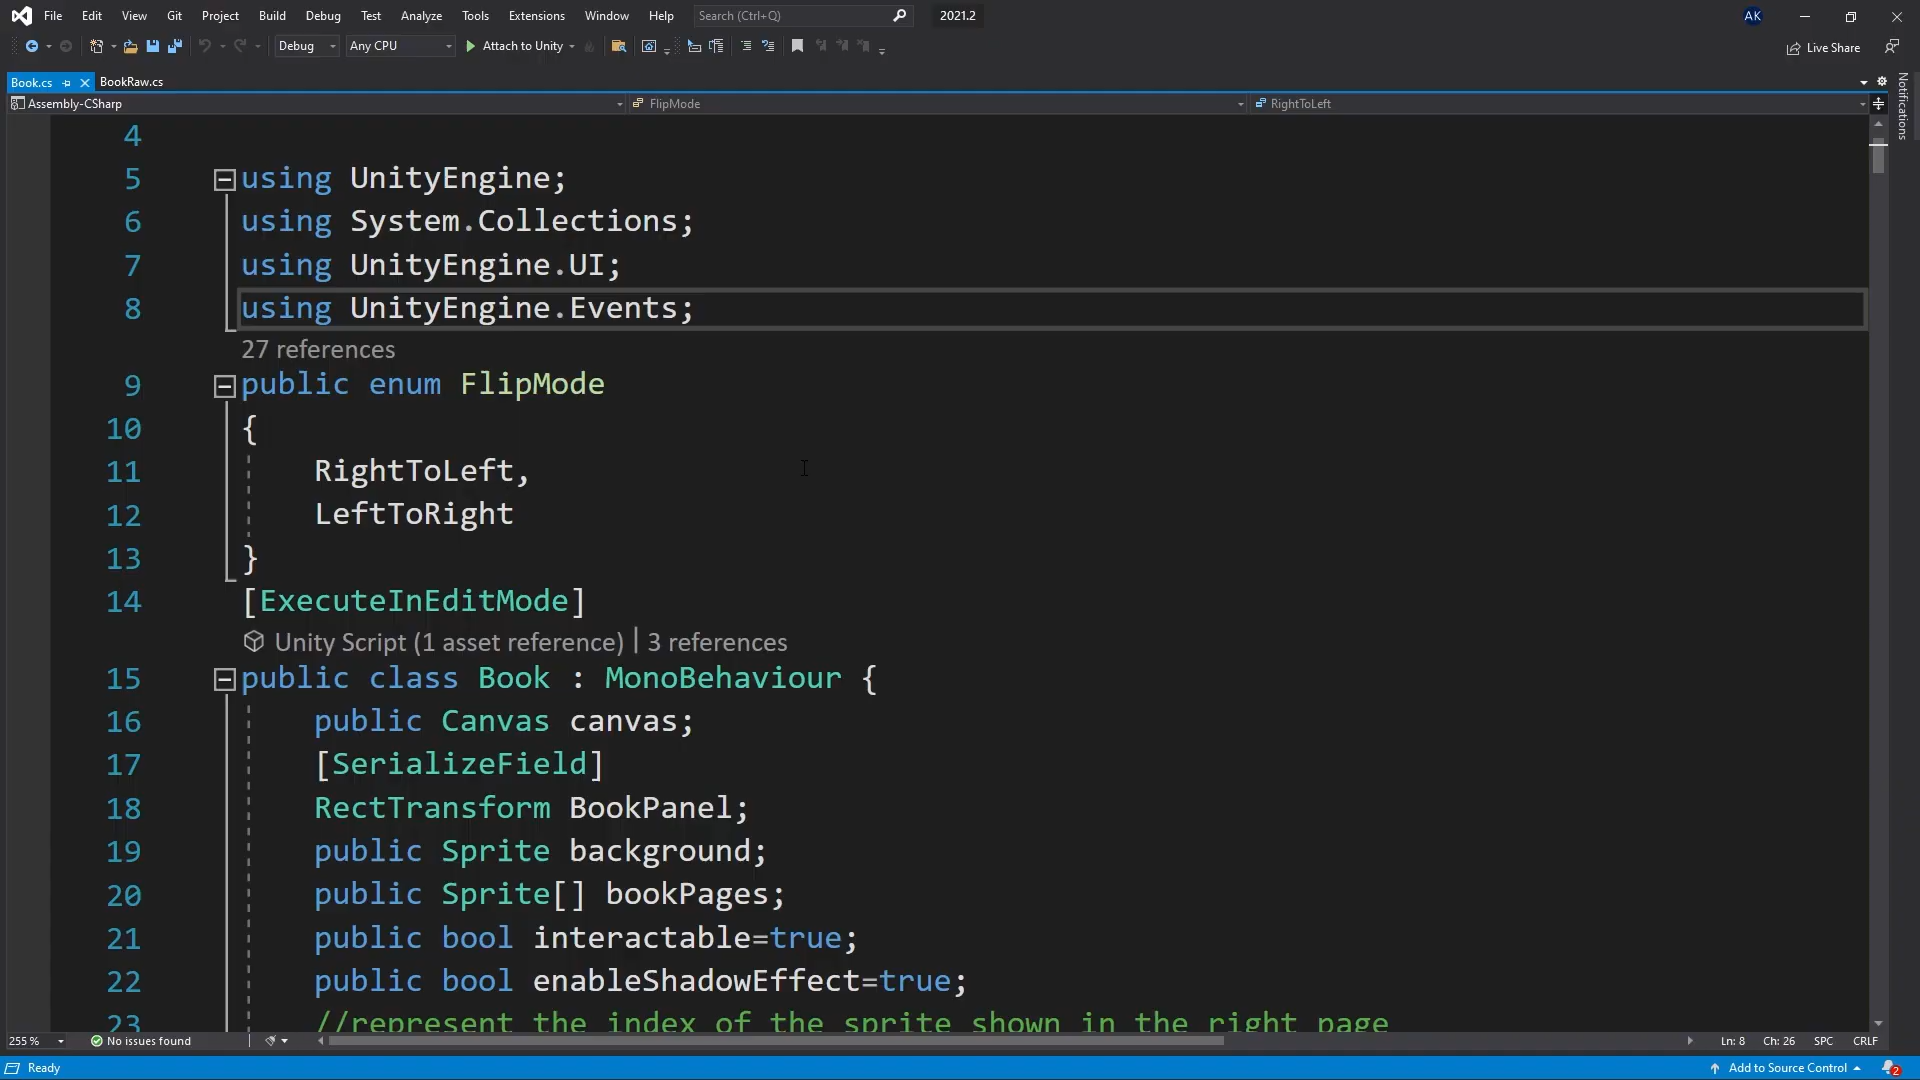 File Edit View Git Project Build Debug Test Analyze Tools Extensions Window Help Search (Ctrl+Q) 2021.2 AK
Debug Any CPU Attach to Unity Live Share
Book.cs BookRaw.cs
Notifications
Assembly-CSharp FlipMode RightToLeft
4
5 using UnityEngine;
6 using System.Collections;
7 using UnityEngine.UI;
8 using UnityEngine.Events;
27 references
9 public enum FlipMode
10 {
11 RightToLeft,
12 LeftToRight
13 }
14 [ExecuteInEditMode]
Unity Script (1 asset reference) | 3 references
15 public class Book : MonoBehaviour {
16 public Canvas canvas;
17 [SerializeField]
18 RectTransform BookPanel;
19 public Sprite background;
20 public Sprite[] bookPages;
21 public bool interactable=true;
22 public bool enableShadowEffect=true;
23 //represent the index of the sprite shown in the right page
255 % No issues found Ln: 8 Ch: 26 SPC CRLF
Ready Add to Source Control 2